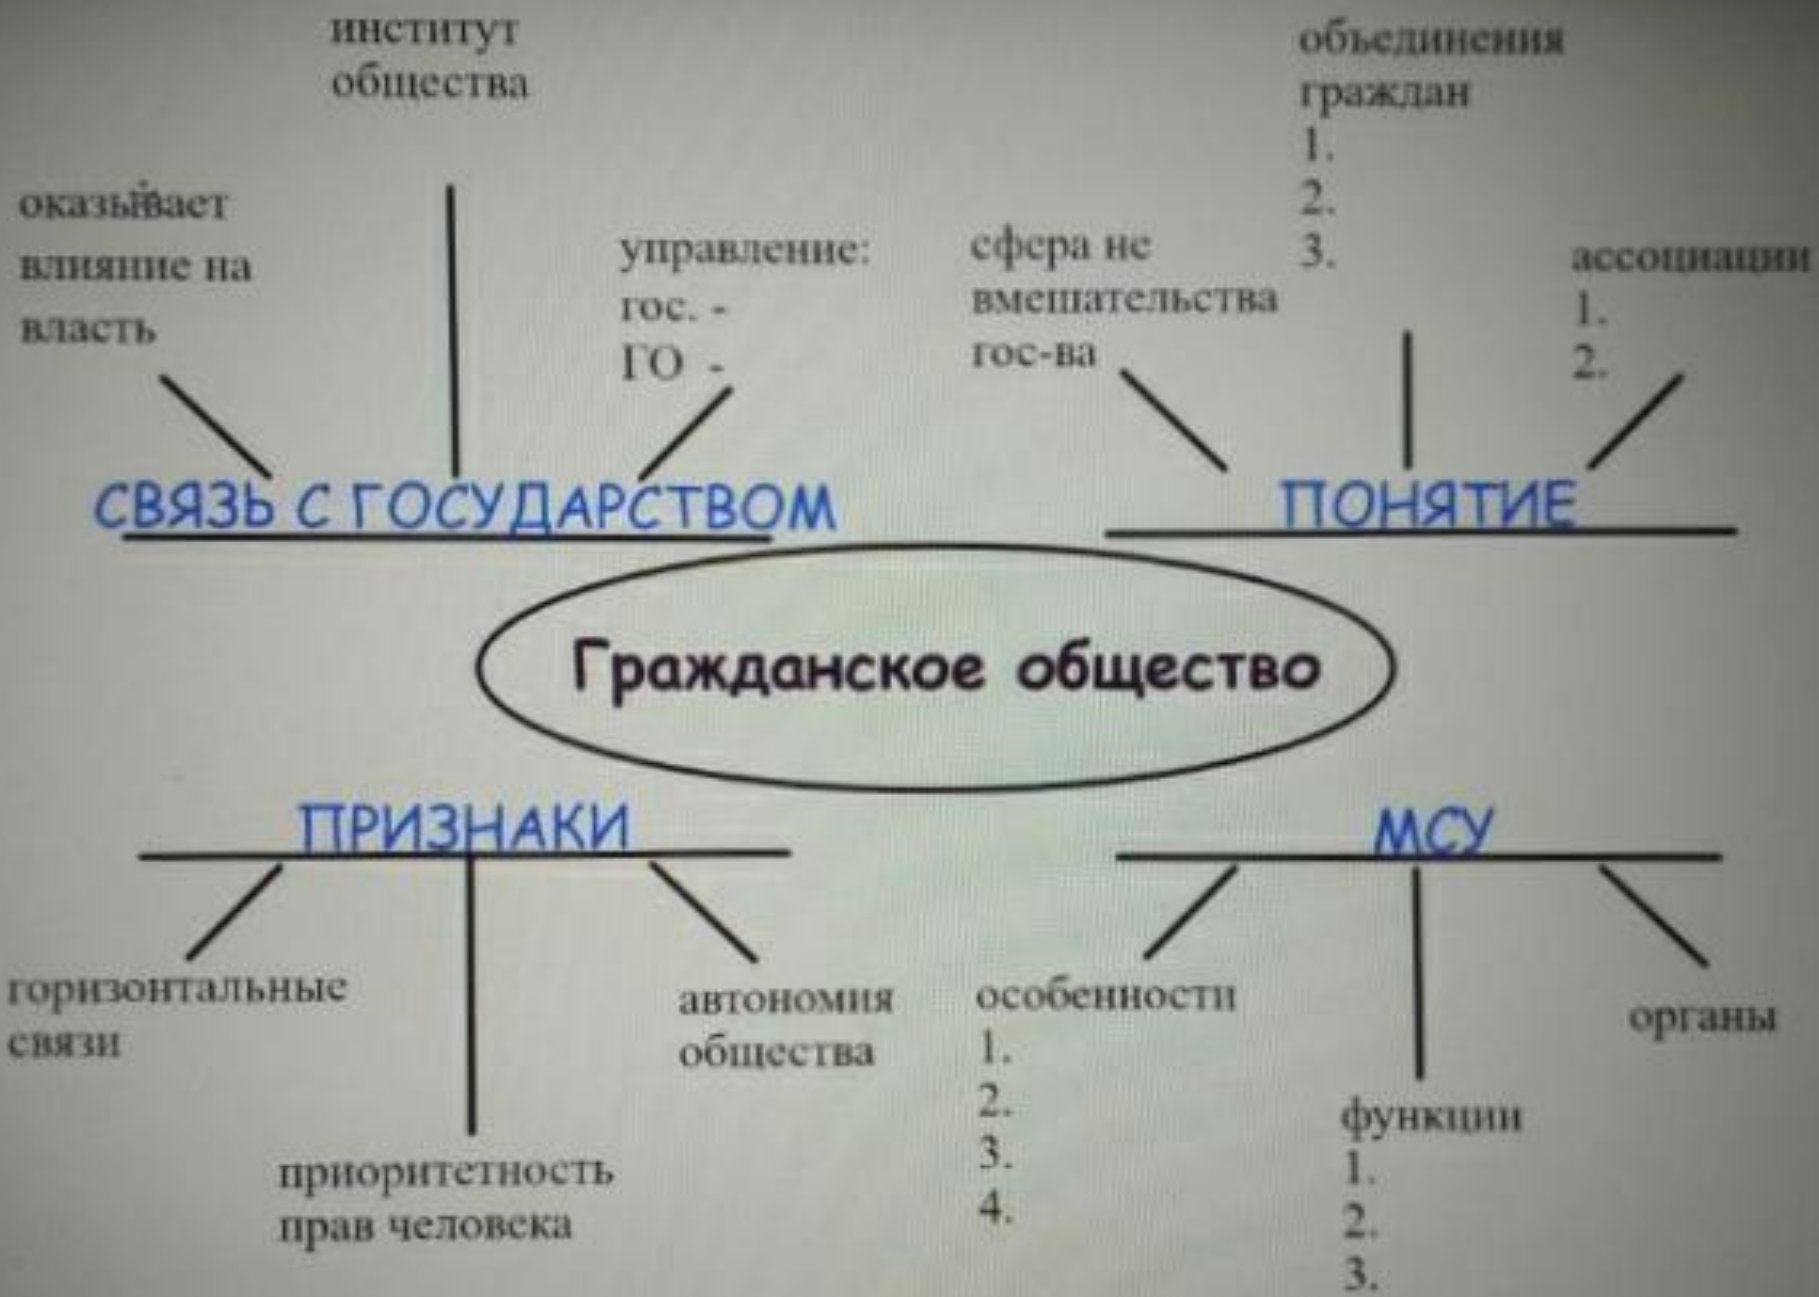 институт
общества
оказывает
влияние на
власть
управление:
гос. -
ГО -
СВЯЗЬ С ГОСУДАРСТВОМ
объединения
граждан
1.
2.
3.
сфера не
вмешательства
гос-ва
ассоциации
1.
2.
ПОНЯТИЕ
Гражданское общество
ПРИЗНАКИ
горизонтальные
связи
приоритетность
прав человека
автономия
общества
МСУ
особенности
1.
2.
3.
4.
функции
1.
2.
3.
органы